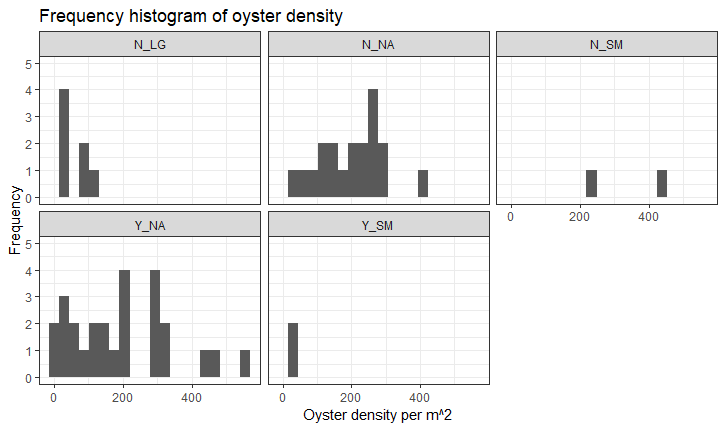 Frequency histogram of oyster density
N_LG
N_NA
N_SM
5
4
3
2
1
0
0 200 400
Y_NA
Y_SM
5
4
3
2
1
0
0 200 400
0 200 400
Frequency
Oyster density per m^2